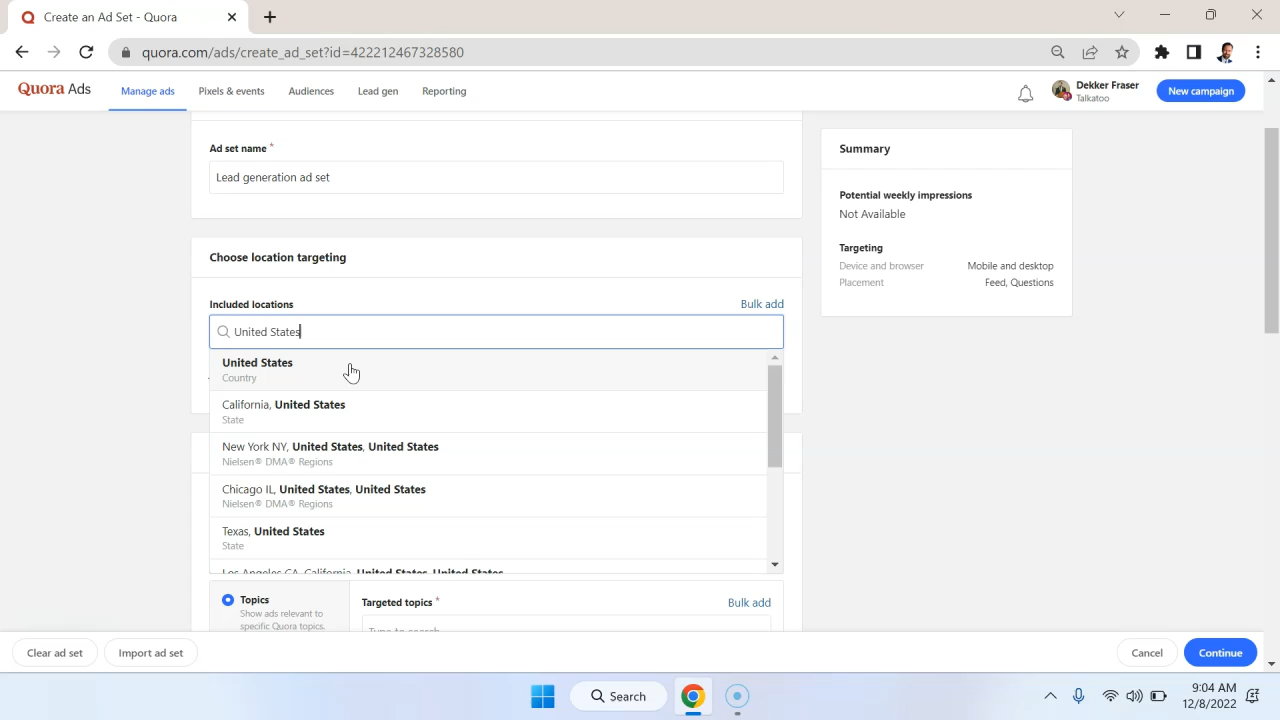 Create an Ad Set - Quora
quora.com/ads/create_ad_set?id=422212467328580
Quora Ads
Manage ads
Pixels & events
Audiences
Lead gen
Reporting
Dekker Fraser
Talkatoo
New campaign
Ad set name *
Lead generation ad set
Choose location targeting
Included locations
Bulk add
United States
United States
Country
California, United States
State
New York NY, United States, United States
Nielsen® DMA® Regions
Chicago IL, United States, United States
Nielsen® DMA® Regions
Texas, United States
State
Los Angeles CA, California, United States, United States
Topics
Show ads relevant to
specific Quora topics.
Targeted topics *
Bulk add
Type to search
Summary
Potential weekly impressions
Not Available
Targeting
Device and browser
Mobile and desktop
Placement
Feed, Questions
Clear ad set
Import ad set
Cancel
Continue
Search
9:04 AM
12/8/2022